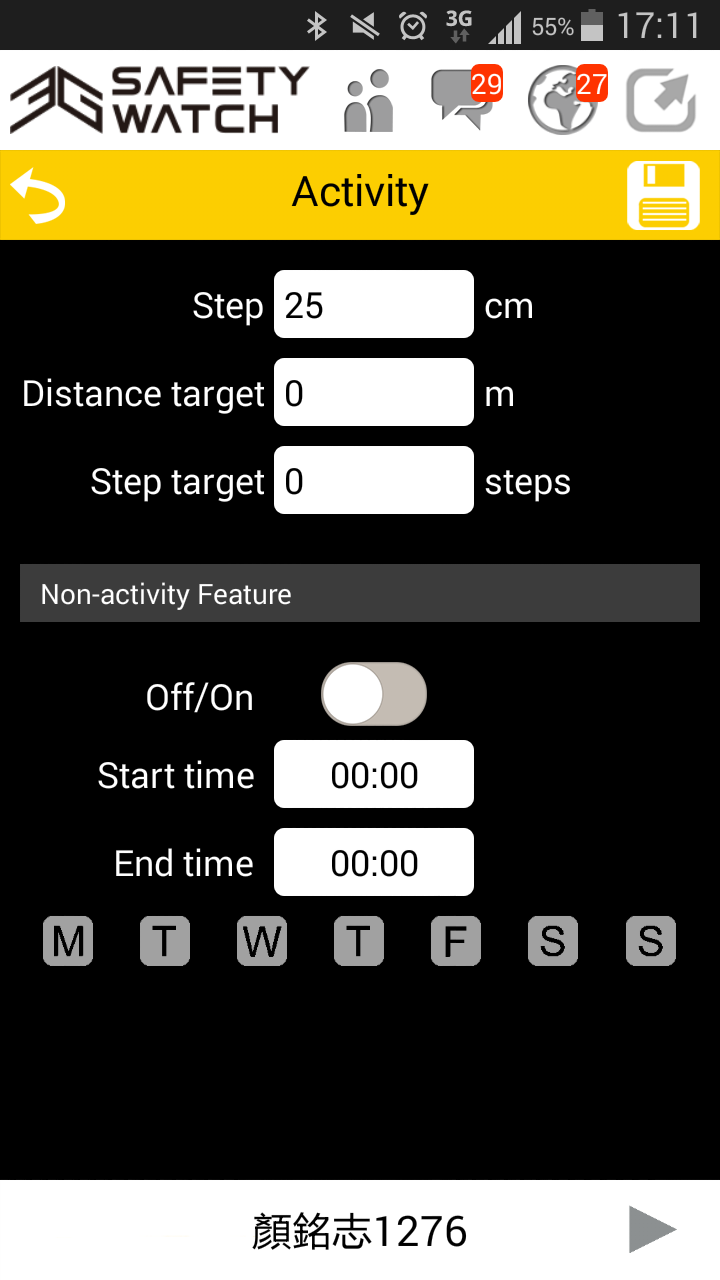 3G 55% 17:11
3G SAFETY WATCH 29 27
Activity
Step 25 cm
Distance target 0 m
Step target 0 steps
Non-activity Feature
Off/On
Start time 00:00
End time 00:00
M T W T F S S
顏銘志1276